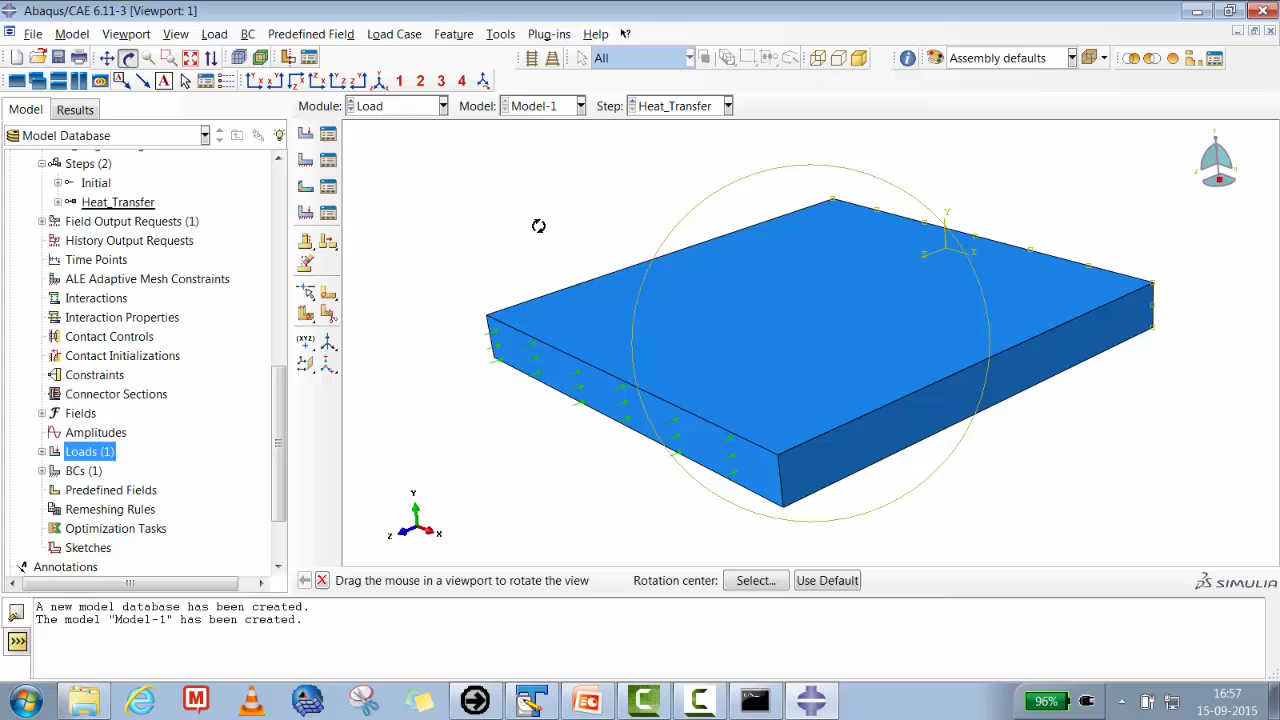 Abaqus/CAE 6.11-3 [Viewport: 1]
File Model Viewport View Load BC Predefined Field Load Case Feature Tools Plug-ins Help
All
Assembly defaults
1 2 3 4
Model Results
Module: Load Model: Model-1 Step: Heat_Transfer
Model Database
Steps (2)
Initial
Heat_Transfer
Field Output Requests (1)
History Output Requests
Time Points
ALE Adaptive Mesh Constraints
Interactions
Interaction Properties
Contact Controls
Contact Initializations
Constraints
Connector Sections
Fields
Amplitudes
Loads (1)
BCs (1)
Predefined Fields
Remeshing Rules
Optimization Tasks
Sketches
Annotations
(XYZ)
Y
Z
X
Y
Z
X
Drag the mouse in a viewport to rotate the view Rotation center: Select... Use Default
SIMULIA
A new model database has been created.
The model "Model-1" has been created.
>>>
96%
16:57
15-09-2015